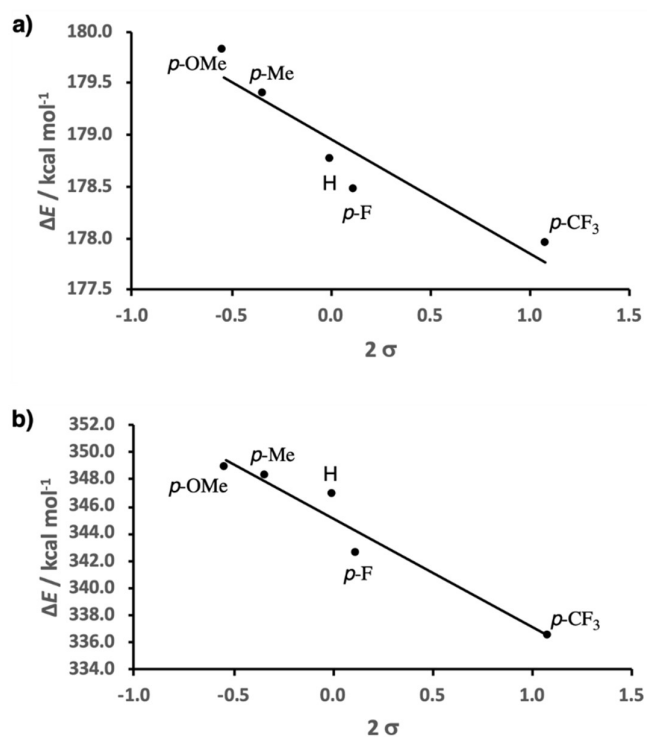 a)
180.0
179.5
179.0
178.5
178.0
177.5
ΔE / kcal mol⁻¹
p-OMe
p-Me
H
p-F
p-CF₃
-1.0 -0.5 0.0 0.5 1.0 1.5
2 σ
b)
352.0
350.0
348.0
346.0
344.0
342.0
340.0
338.0
336.0
334.0
ΔE / kcal mol⁻¹
p-OMe
p-Me
H
p-F
p-CF₃
-1.0 -0.5 0.0 0.5 1.0 1.5
2 σ